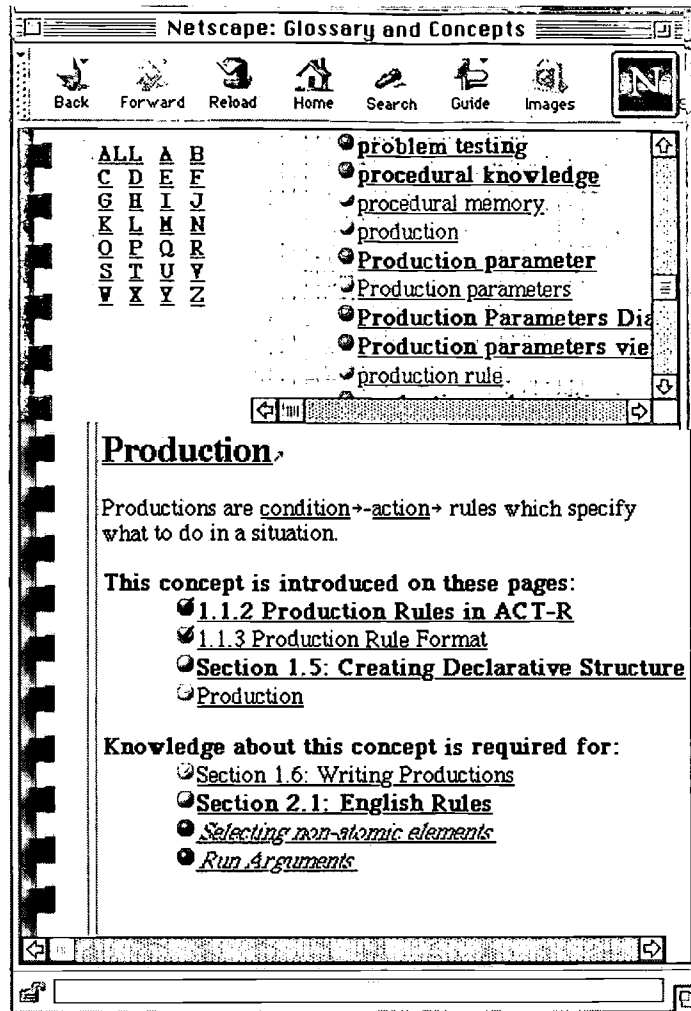 Netscape: Glossary and Concepts
Back Forward Reload Home Search Guide Images
N
ALL A B
C D E F
G H I J
K L M N
O P Q R
S T U V
W X Y Z
problem testing
procedural knowledge
procedural memory
production
Production parameter
Production parameters
Production Parameters Dia
Production parameters vie
production rule
Production
Productions are condition→-action→ rules which specify
what to do in a situation.
This concept is introduced on these pages:
1.1.2 Production Rules in ACT-R
1.1.3 Production Rule Format
Section 1.5: Creating Declarative Structure
Production
Knowledge about this concept is required for:
Section 1.6: Writing Productions
Section 2.1: English Rules
Selecting non-atomic elements
Run Arguments